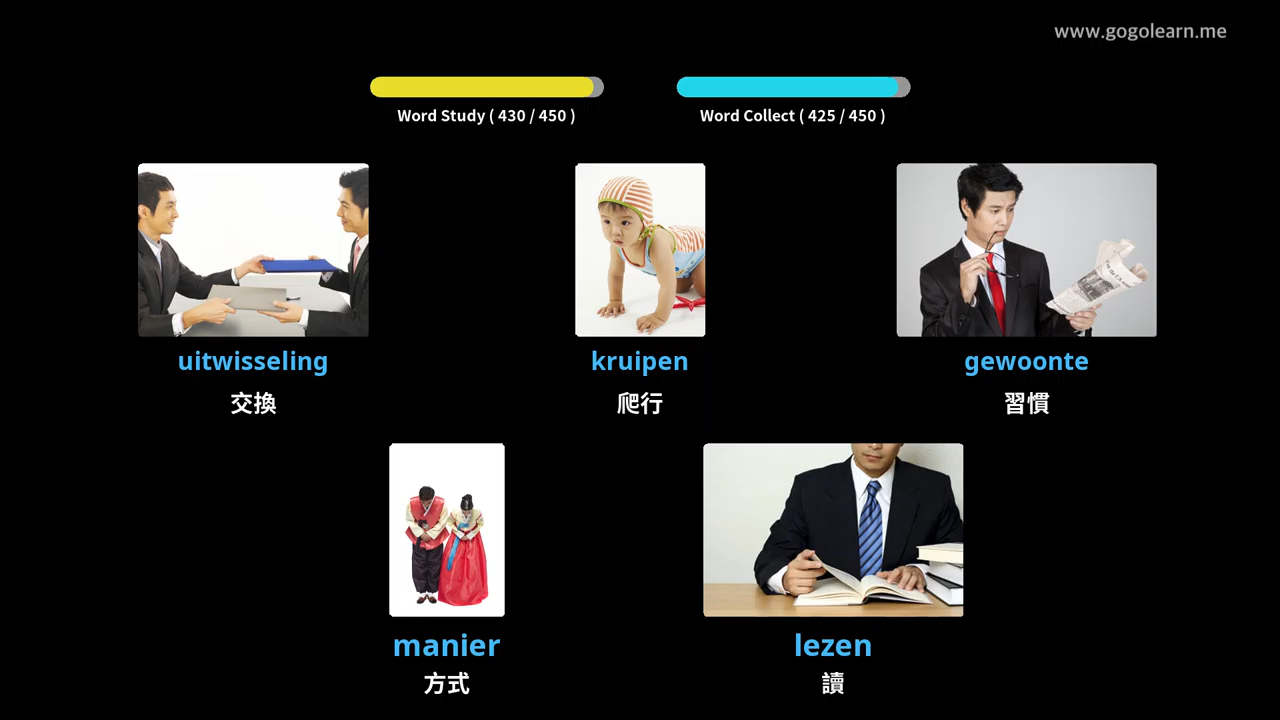 www.gogolearn.me
Word Study ( 430 / 450 )
Word Collect ( 425 / 450 )
uitwisseling
交換
kruipen
爬行
gewoonte
習慣
manier
方式
lezen
讀